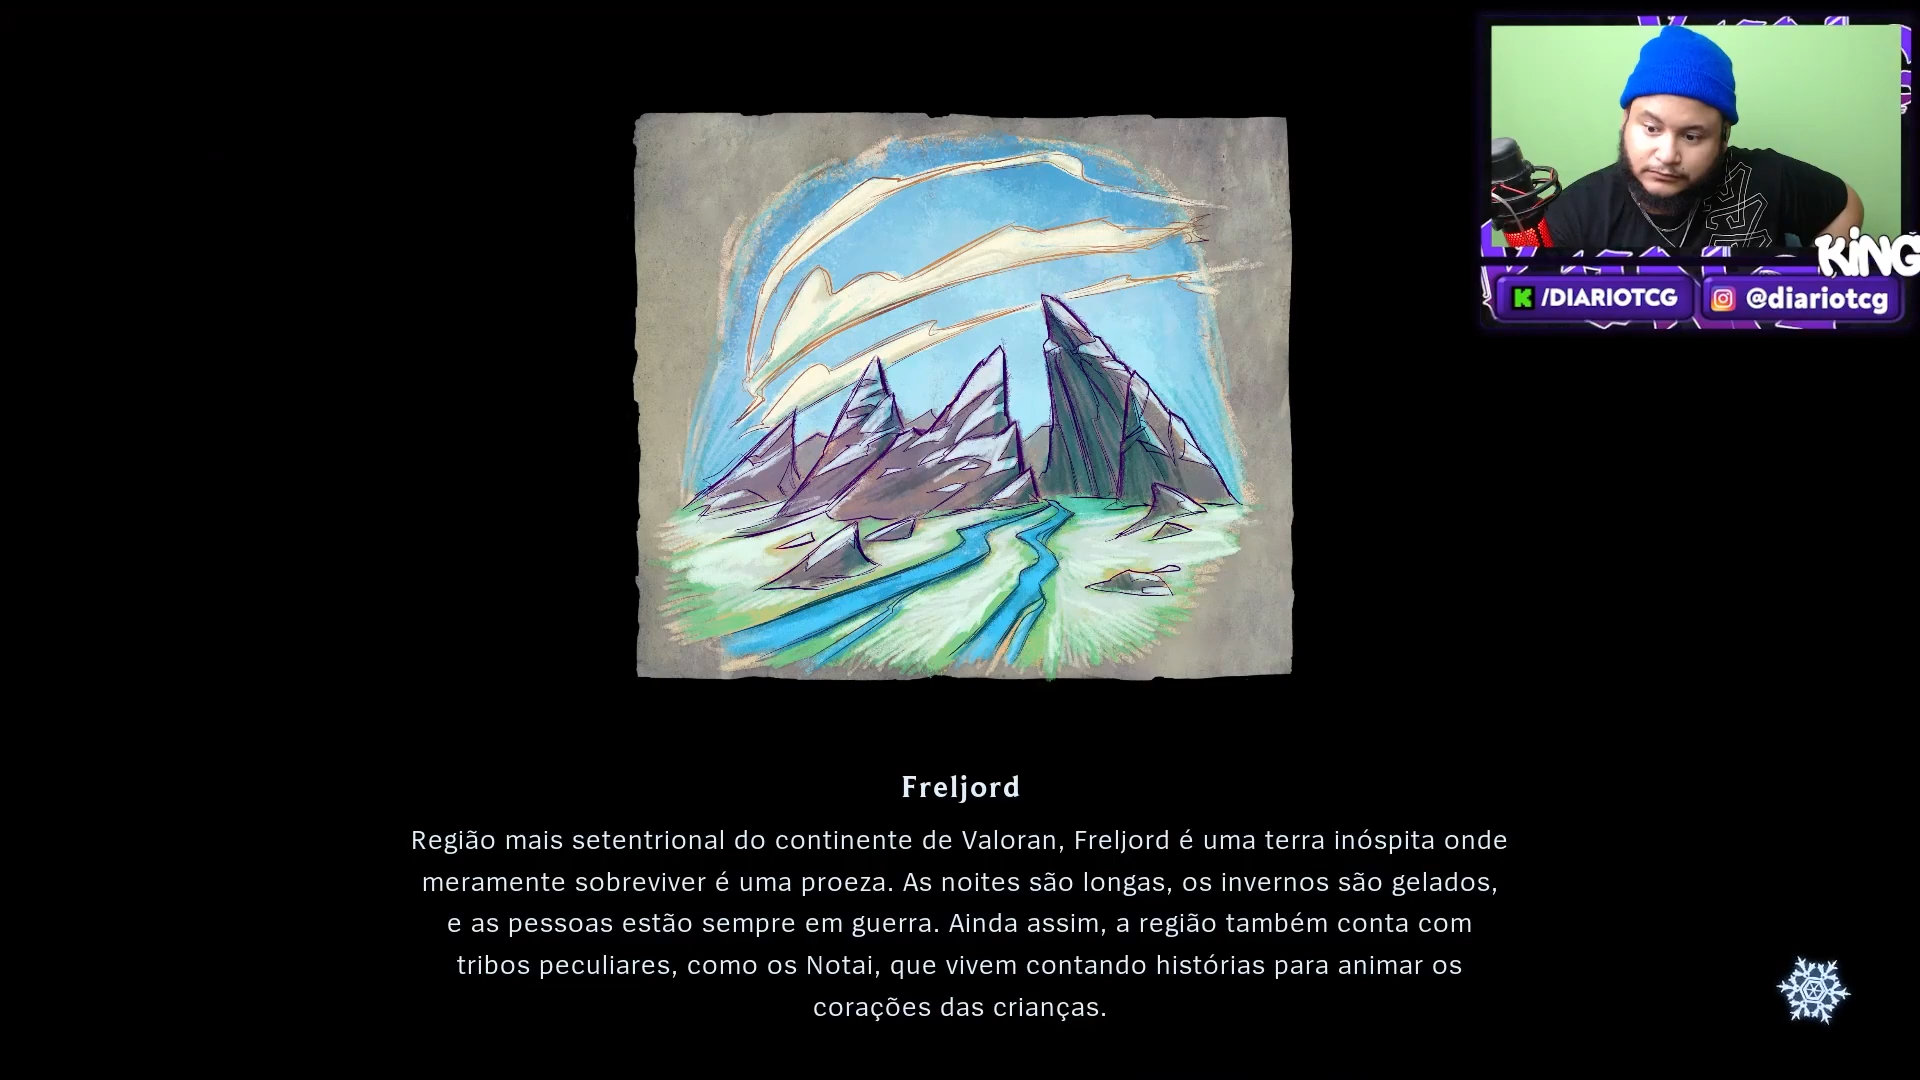 KiNG
/DIARIOTCG
@diariotcg
Freljord
Região mais setentrional do continente de Valoran, Freljord é uma terra inóspita onde
meramente sobreviver é uma proeza. As noites são longas, os invernos são gelados,
e as pessoas estão sempre em guerra. Ainda assim, a região também conta com
tribos peculiares, como os Notai, que vivem contando histórias para animar os
corações das crianças.